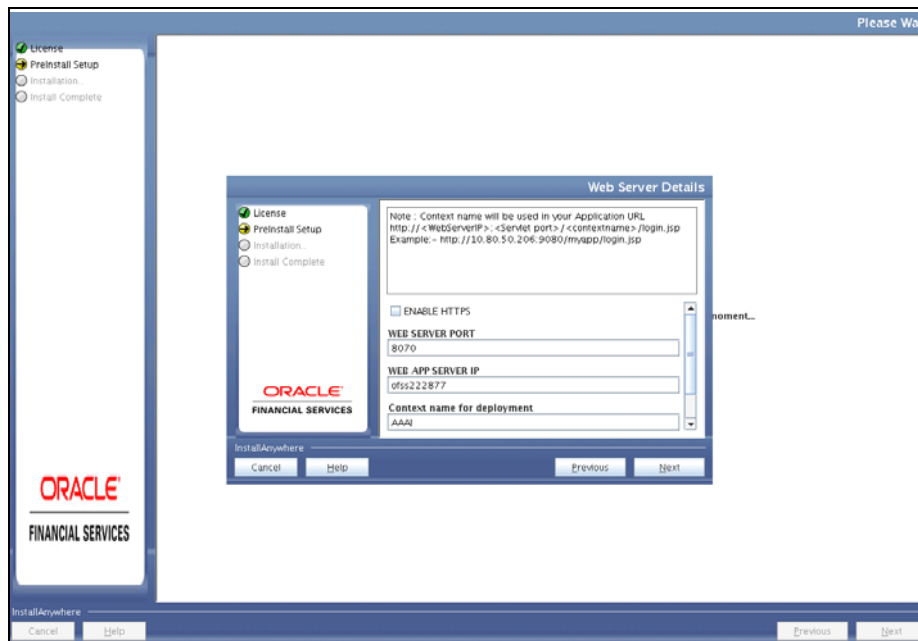 Please Wa
License
PreInstall Setup
Installation..
Install Complete
Web Server Details
License
PreInstall Setup
Installation..
Install Complete
Note : Context name will be used in your Application URL
http://<WebServerIP>:<Servlet port>/<contextname>/login.jsp
Example:- http://10.80.50.206:9080/myapp/login.jsp
ENABLE HTTPS
WEB SERVER PORT
8070
WEB APP SERVER IP
ofss222877
Context name for deployment
AAAI
ORACLE
FINANCIAL SERVICES
InstallAnywhere
Cancel
Help
Previous
Next
moment...
ORACLE
FINANCIAL SERVICES
InstallAnywhere
Cancel
Help
Previous
Next